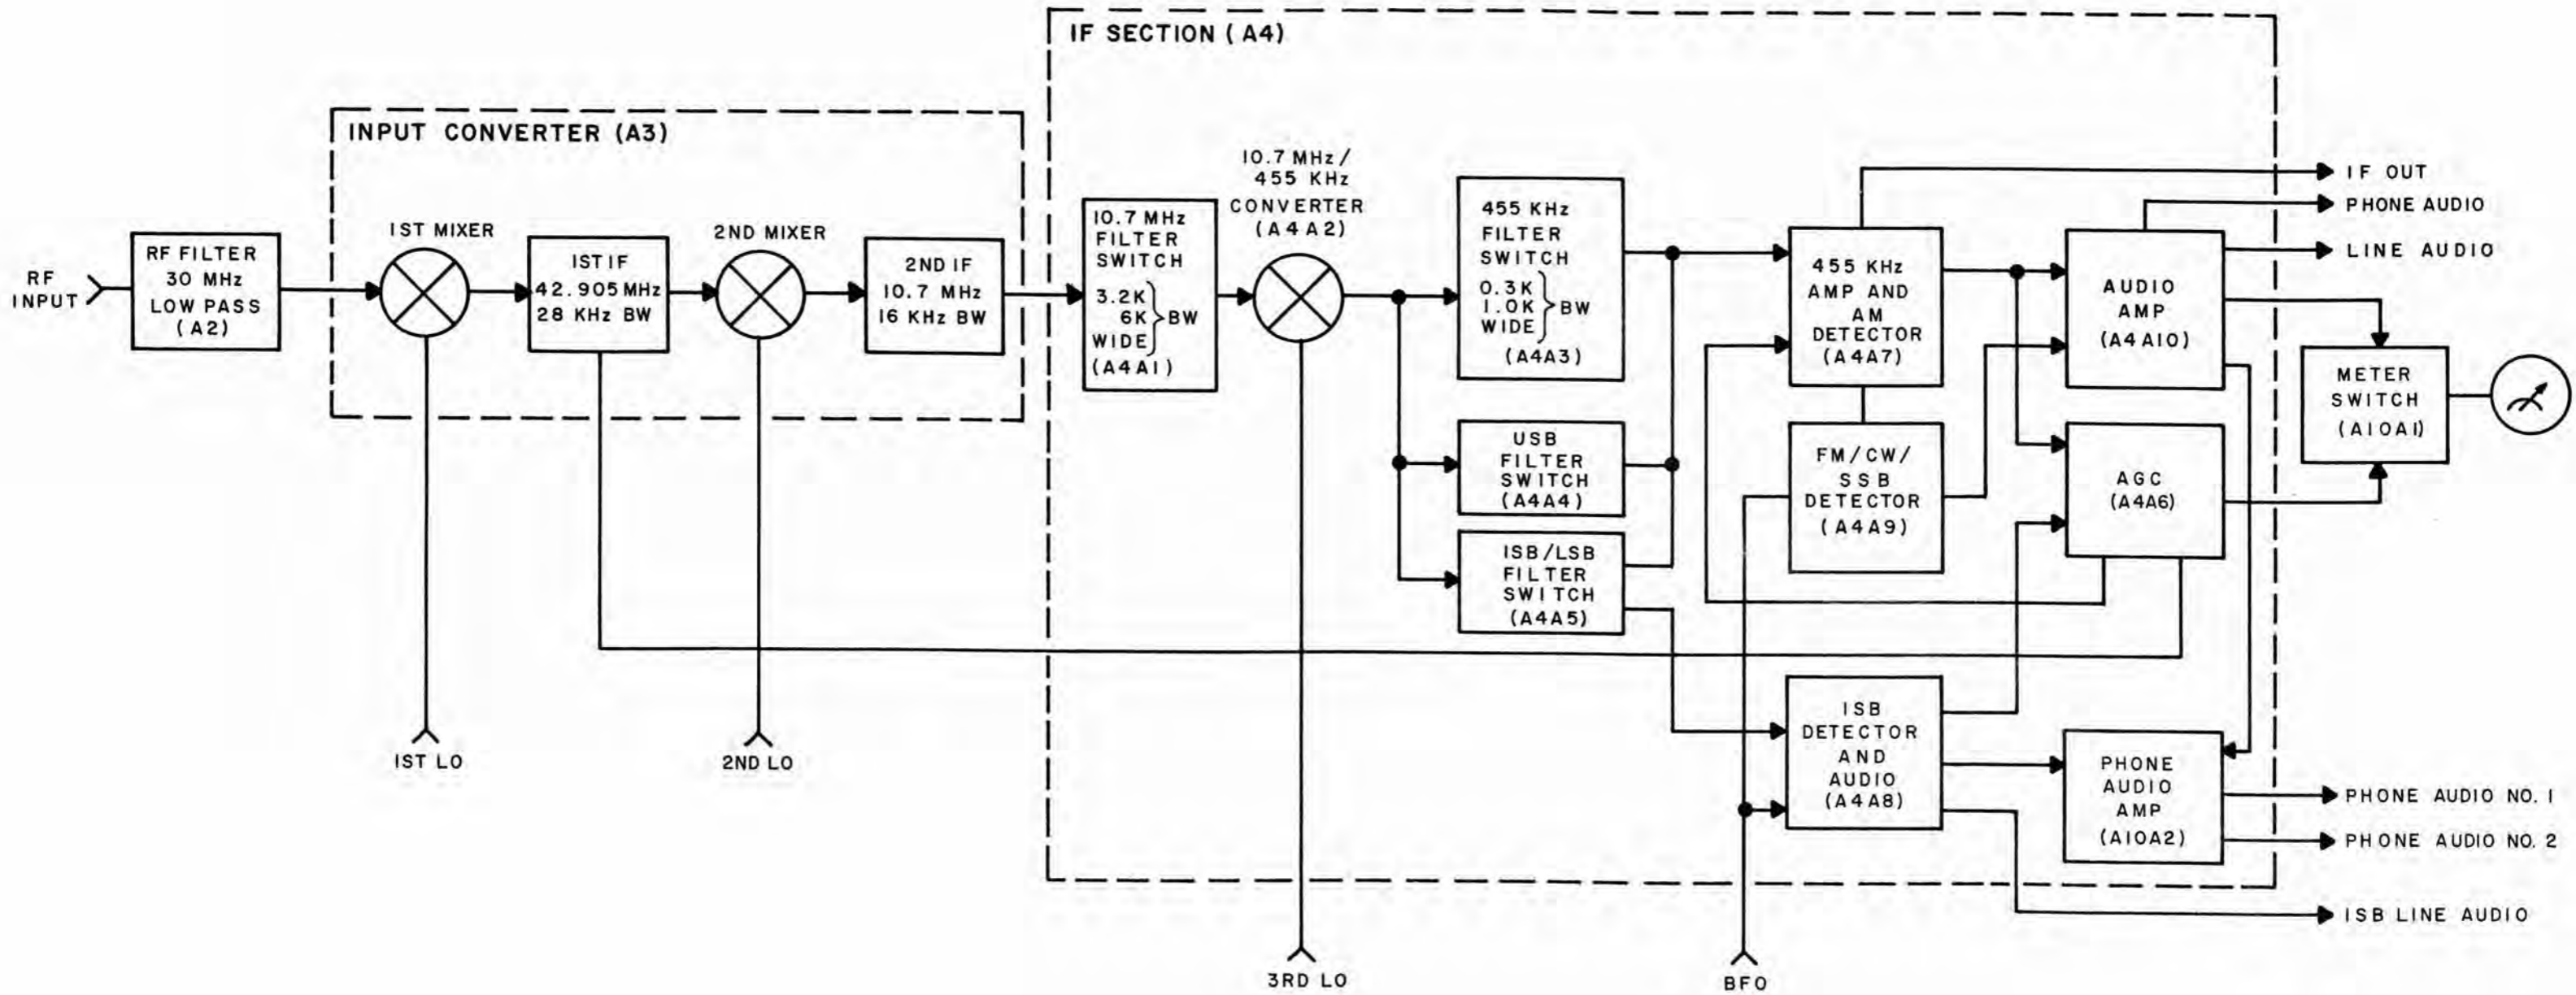 IF SECTION (A4)
INPUT CONVERTER (A3)
RF
INPUT
RF FILTER
30 MHz
LOW PASS
(A2)
1ST MIXER
1ST IF
42.905 MHz
28 KHz BW
2ND MIXER
2ND IF
10.7 MHz
16 KHz BW
1ST LO
2ND LO
10.7 MHz
FILTER
SWITCH
3.2K
6K
WIDE
BW
(A4A1)
10.7 MHz/
455 KHz
CONVERTER
(A4A2)
3RD LO
455 KHz
FILTER
SWITCH
0.3K
1.0K
WIDE
BW
(A4A3)
USB
FILTER
SWITCH
(A4A4)
ISB/LSB
FILTER
SWITCH
(A4A5)
455 KHz
AMP AND
AM
DETECTOR
(A4A7)
FM/CW/
SSB
DETECTOR
(A4A9)
ISB
DETECTOR
AND
AUDIO
(A4A8)
BFO
AUDIO
AMP
(A4A10)
AGC
(A4A6)
PHONE
AUDIO
AMP
(A10A2)
METER
SWITCH
(A10A1)
IF OUT
PHONE AUDIO
LINE AUDIO
PHONE AUDIO NO. 1
PHONE AUDIO NO. 2
ISB LINE AUDIO